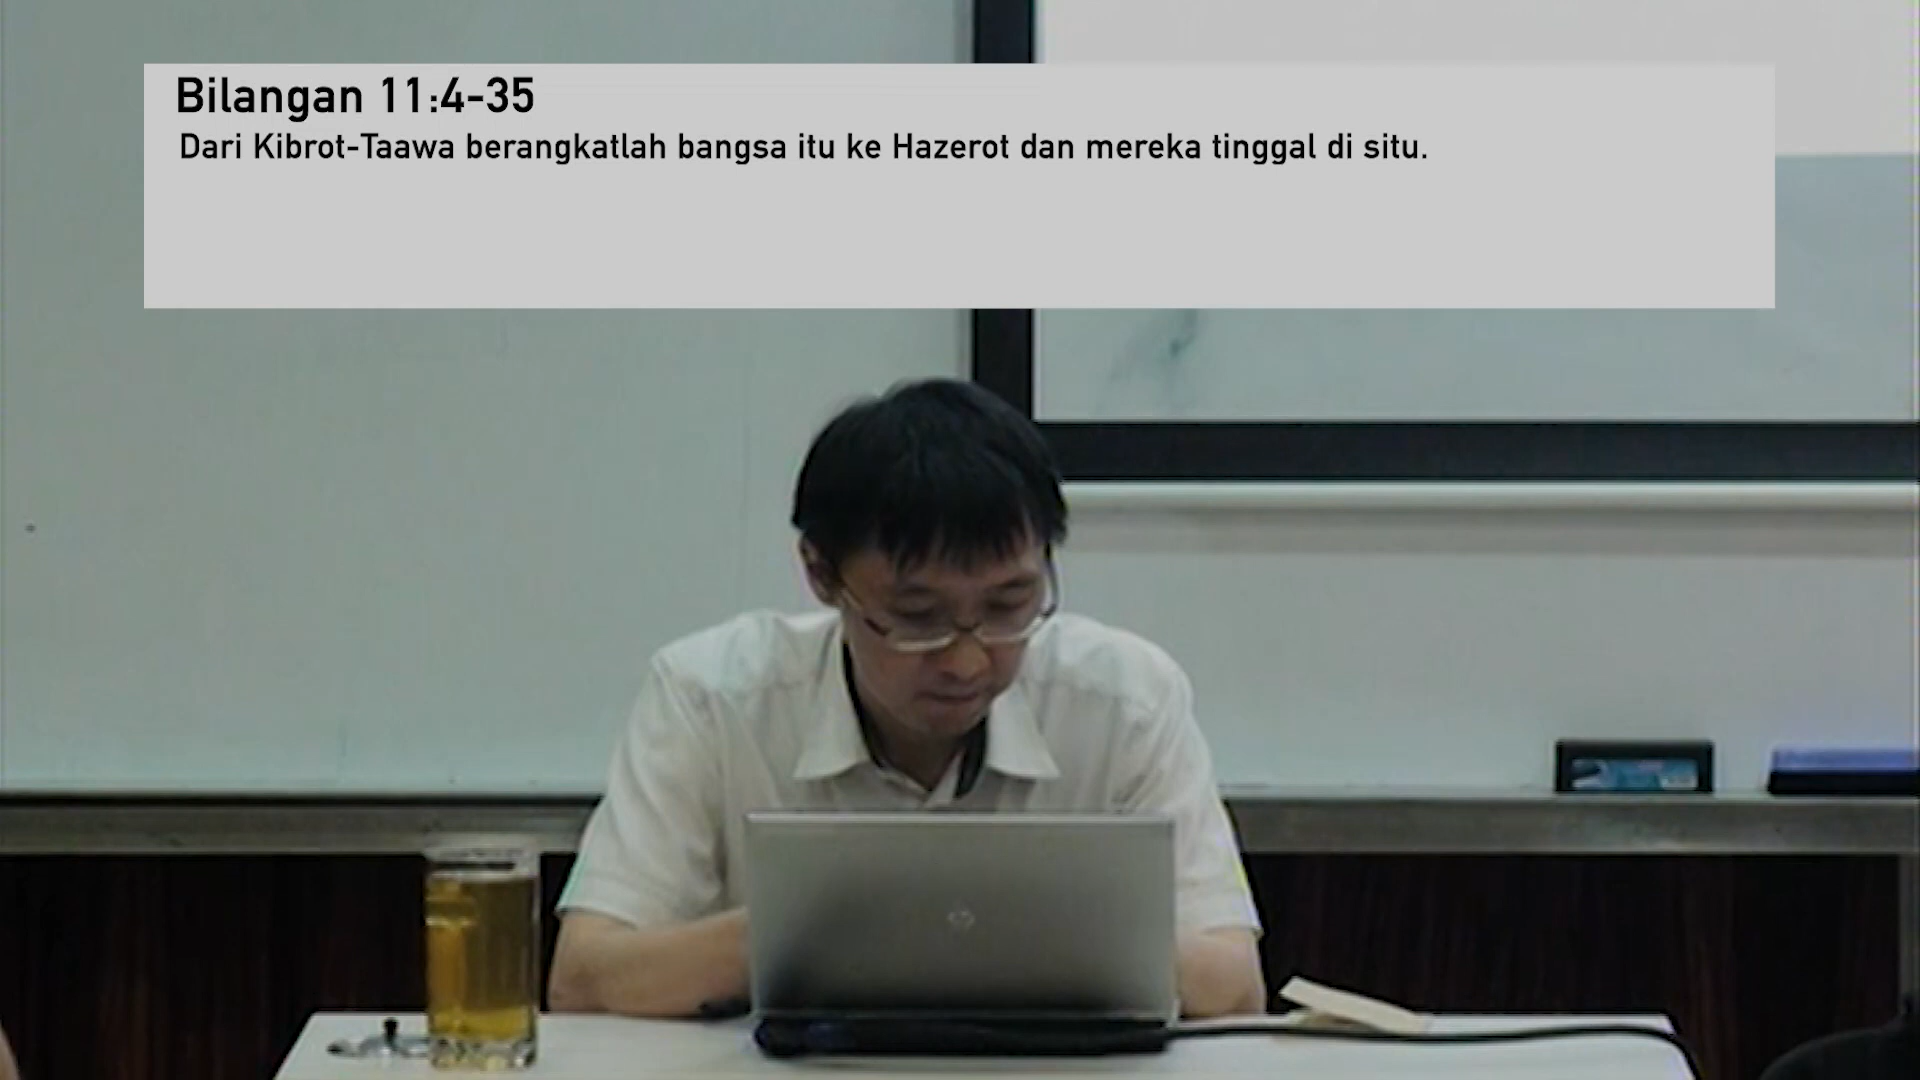 Bilangan 11:4-35
Dari Kibrot-Taawa berangkatlah bangsa itu ke Hazerot dan mereka tinggal di situ.